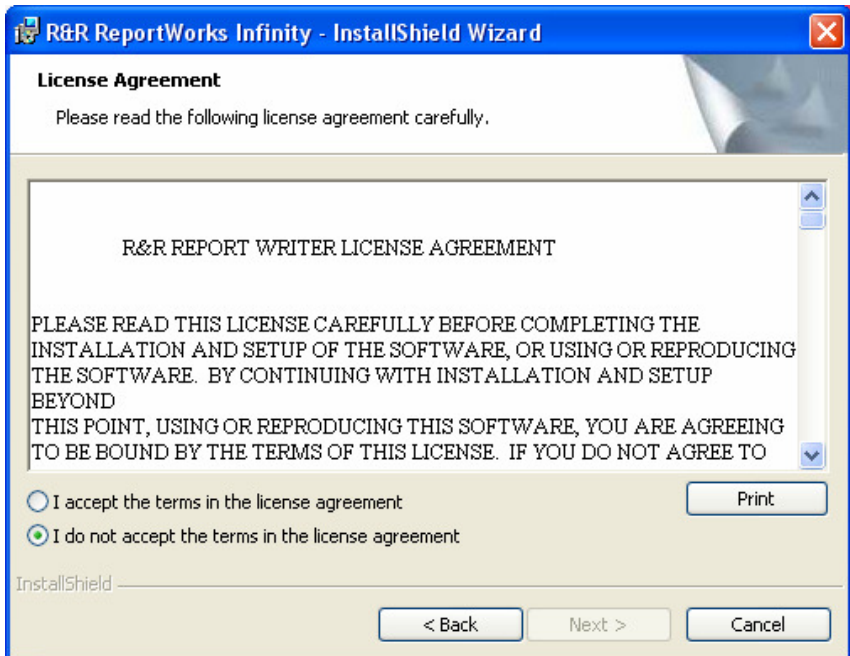 R&R ReportWorks Infinity - InstallShield Wizard
License Agreement
Please read the following license agreement carefully.
R&R REPORT WRITER LICENSE AGREEMENT
PLEASE READ THIS LICENSE CAREFULLY BEFORE COMPLETING THE
INSTALLATION AND SETUP OF THE SOFTWARE, OR USING OR REPRODUCING
THE SOFTWARE.  BY CONTINUING WITH INSTALLATION AND SETUP
BEYOND
THIS POINT, USING OR REPRODUCING THIS SOFTWARE, YOU ARE AGREEING
TO BE BOUND BY THE TERMS OF THIS LICENSE.  IF YOU DO NOT AGREE TO
I accept the terms in the license agreement
Print
I do not accept the terms in the license agreement
InstallShield
< Back
Next >
Cancel